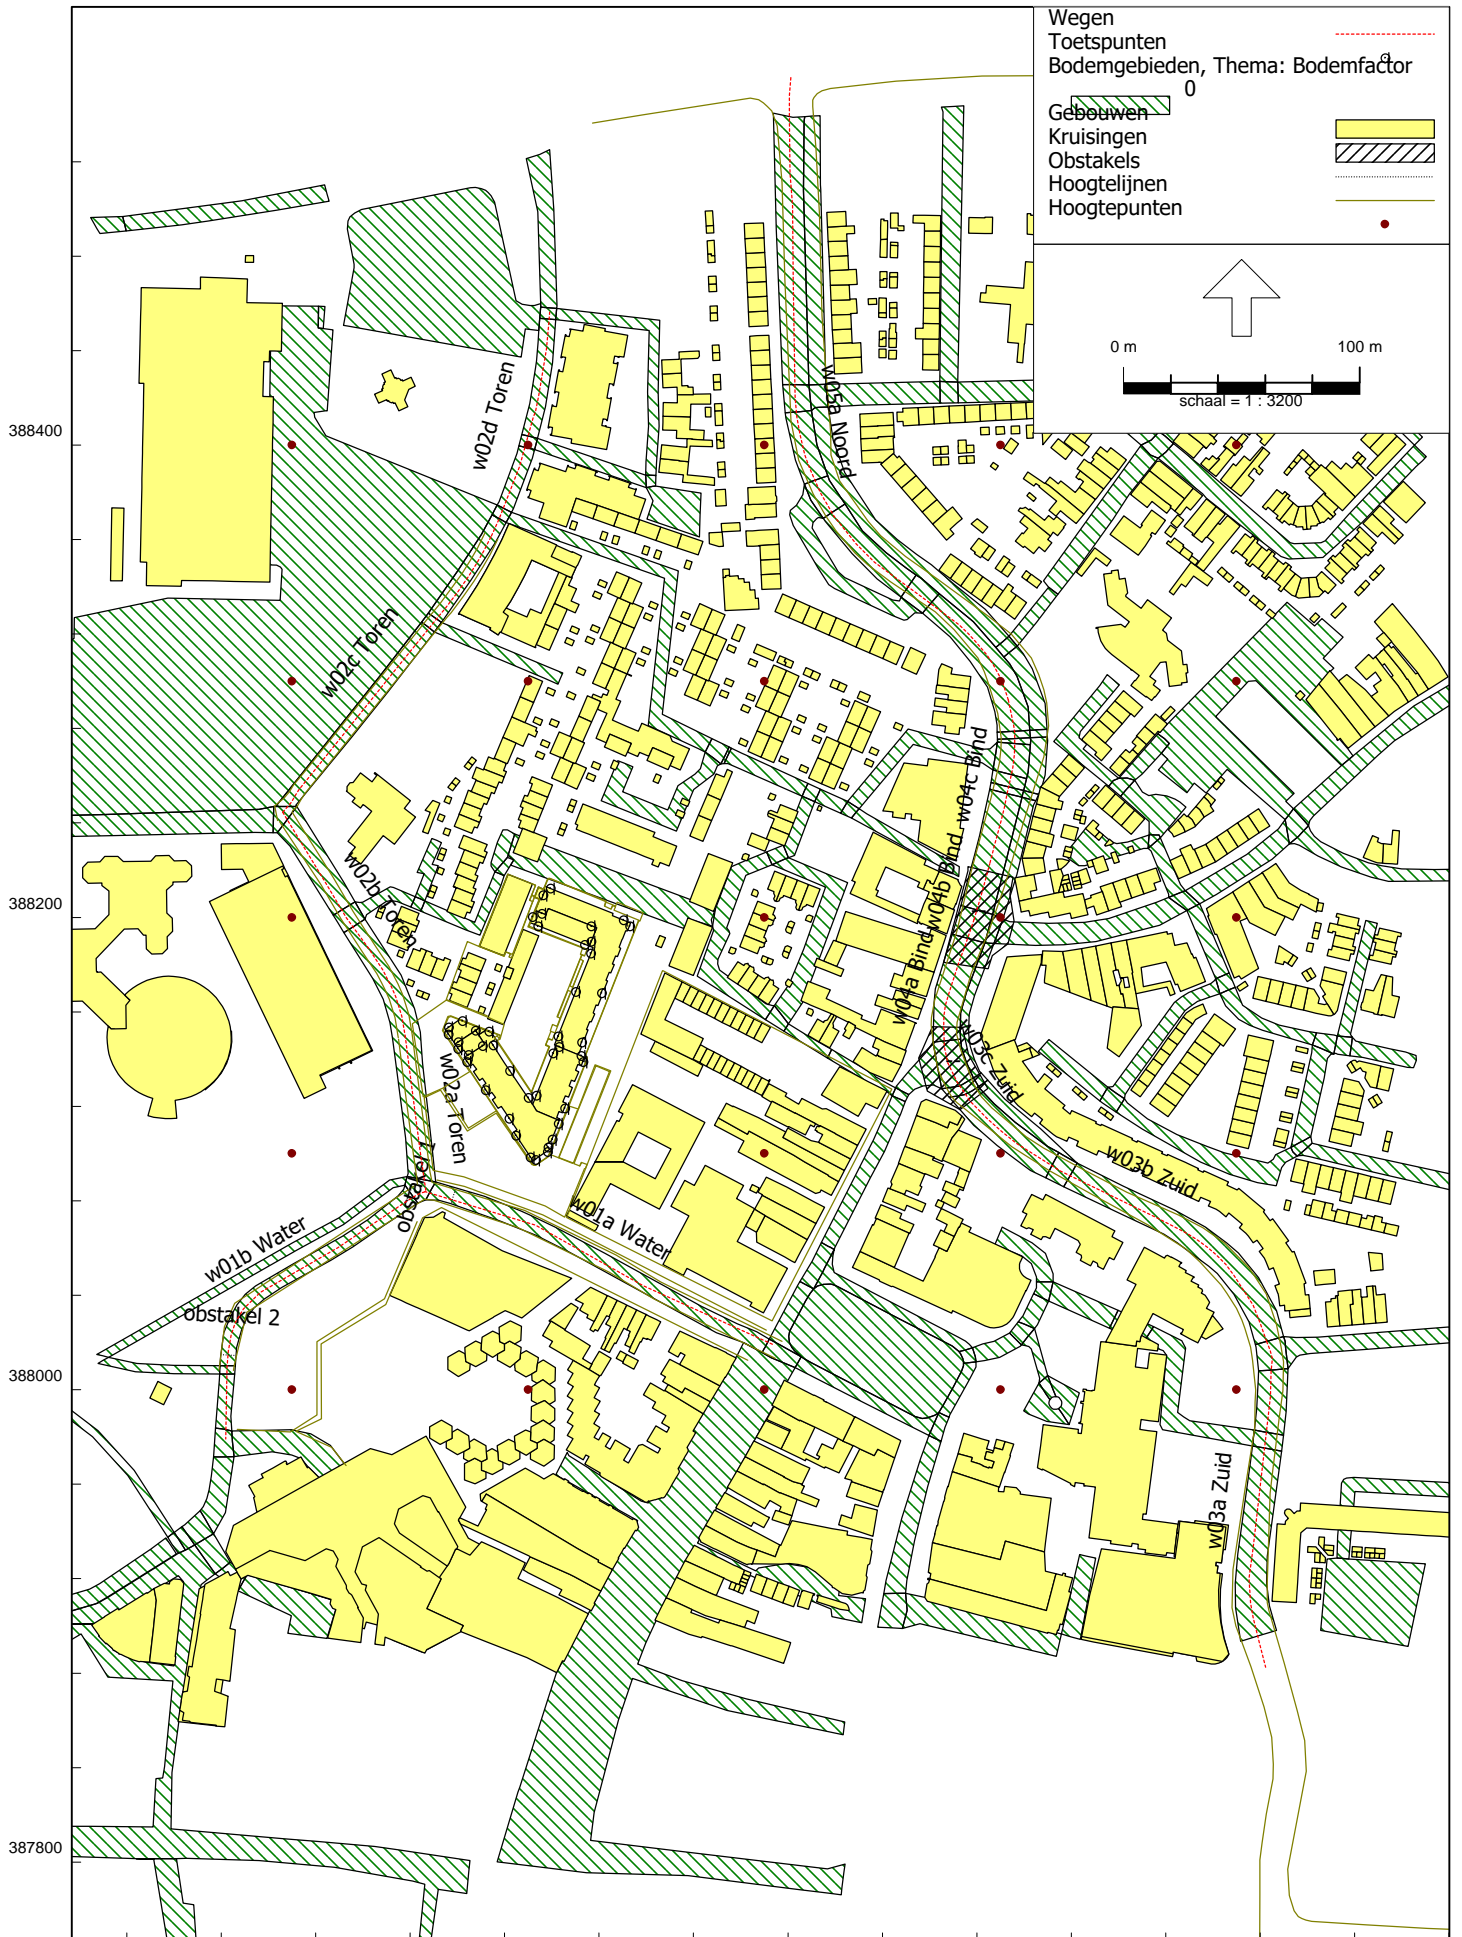 Wegen
Toetspunten
Bodemgebieden, Thema: Bodemfactor
0
Gebouwen
Kruisingen
Obstakels
Hoogtelijnen
Hoogtepunten
0 m
100 m
schaal = 1 : 3200
w02d Toren
w05a Noord
388400
w02c Toren
w04c Bind
w02b Toren
w04b Bind
388200
w04a Bind
w03c Zuid
w02a Toren
obstakel 1
w03b Zuid
w01a Water
w01b Water
obstakel 2
388000
w03a Zuid
387800